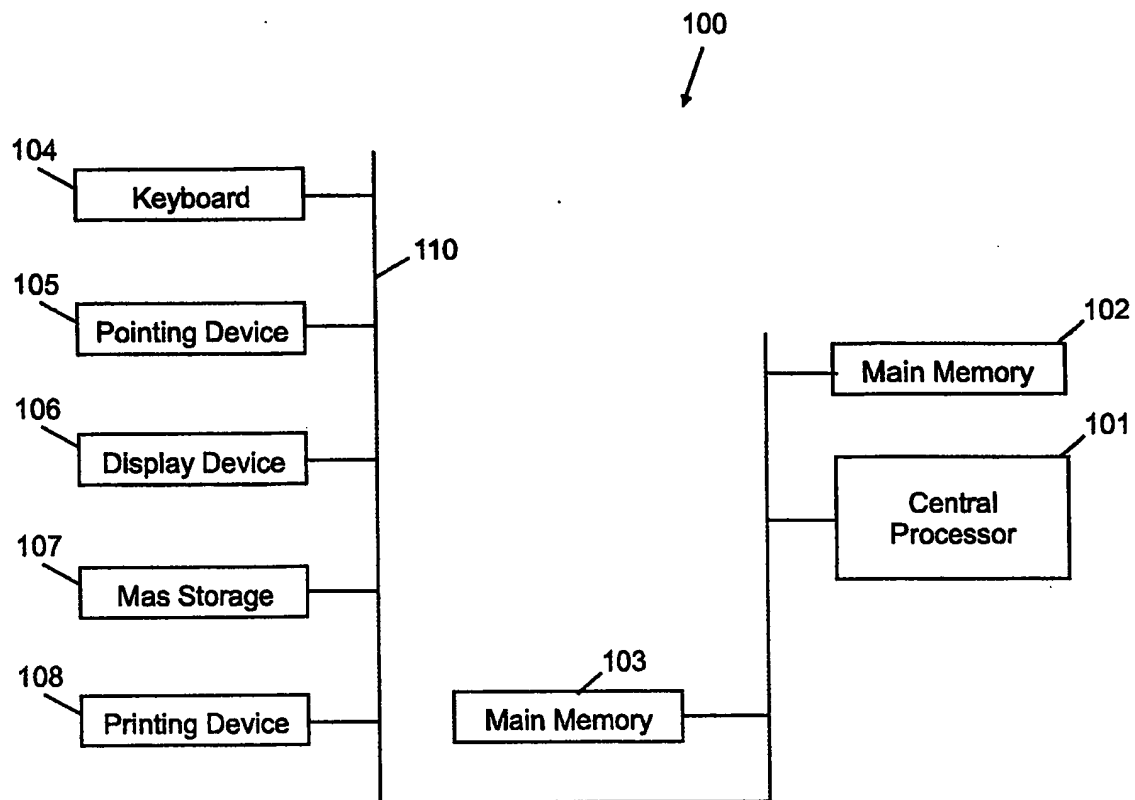 100
104
Keyboard
110
105
Pointing Device
102
Main Memory
106
Display Device
101
Central
Processor
107
Mas Storage
103
Main Memory
108
Printing Device